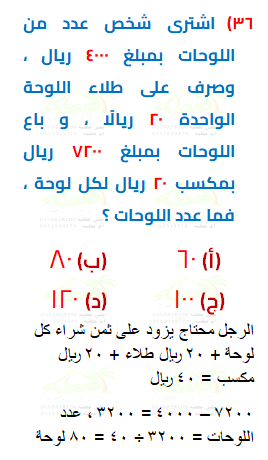 ٣٦) اشترى شخص عدد من
اللوحات بمبلغ ٤٠٠٠ ريال ،
وصرف على طلاء اللوحة
الواحدة ٢٠ ريالًا ، و باع
اللوحات بمبلغ ٧٢٠٠ ريال
بمكسب ٢٠ ريال لكل لوحة ،
فما عدد اللوحات ؟
(أ) ٦٠ (ب) ٨٠
(ج) ١٠٠ (د) ١٢٠
الرجل محتاج يزود على ثمن شراء كل
لوحة + ٢٠ ريال طلاء + ٢٠ ريال
مكسب = ٤٠ ريال
٧٢٠٠ – ٤٠٠٠ = ٣٢٠٠ ، عدد
اللوحات = ٣٢٠٠ ÷ ٤٠ = ٨٠ لوحة